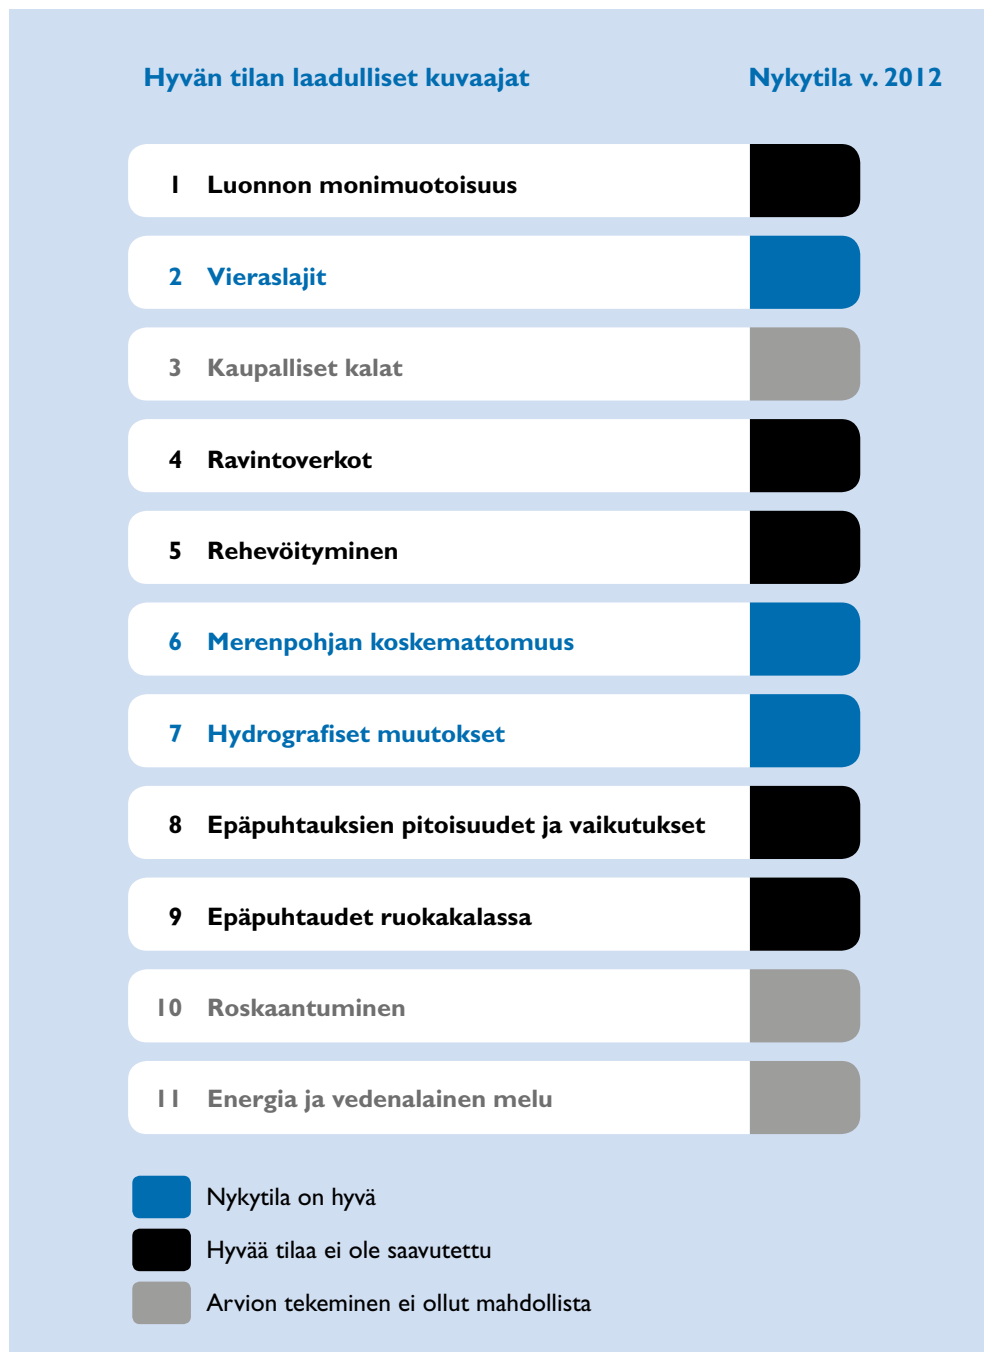 Hyvän tilan laadulliset kuvaajat Nykytila v. 2012
1 Luonnon monimuotoisuus
2 Vieraslajit
3 Kaupalliset kalat
4 Ravintoverkot
5 Rehevöityminen
6 Merenpohjan koskemattomuus
7 Hydrografiset muutokset
8 Epäpuhtauksien pitoisuudet ja vaikutukset
9 Epäpuhtaudet ruokakalassa
10 Roskaantuminen
11 Energia ja vedenalainen melu
Nykytila on hyvä
Hyvää tilaa ei ole saavutettu
Arvion tekeminen ei ollut mahdollista